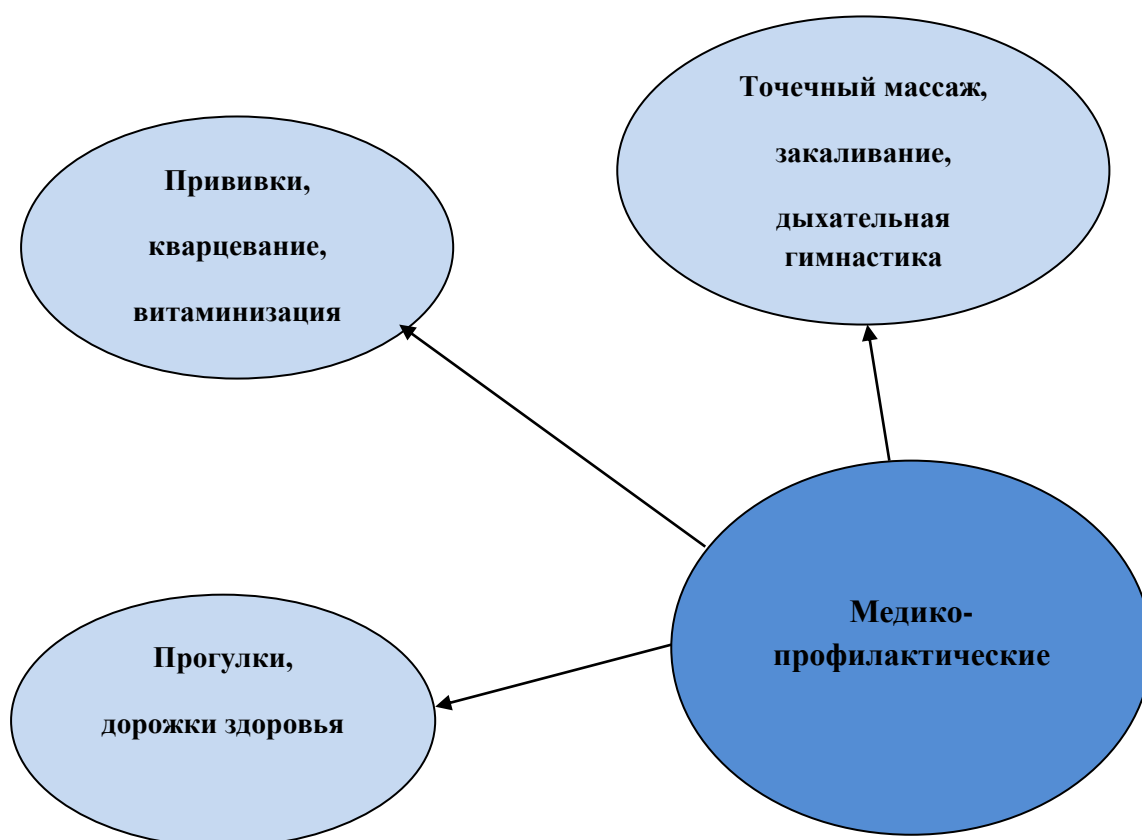 Точечный массаж,
закаливание,
дыхательная
гимнастика
Прививки,
кварцевание,
витаминизация
Медико-
профилактические
Прогулки,
дорожки здоровья